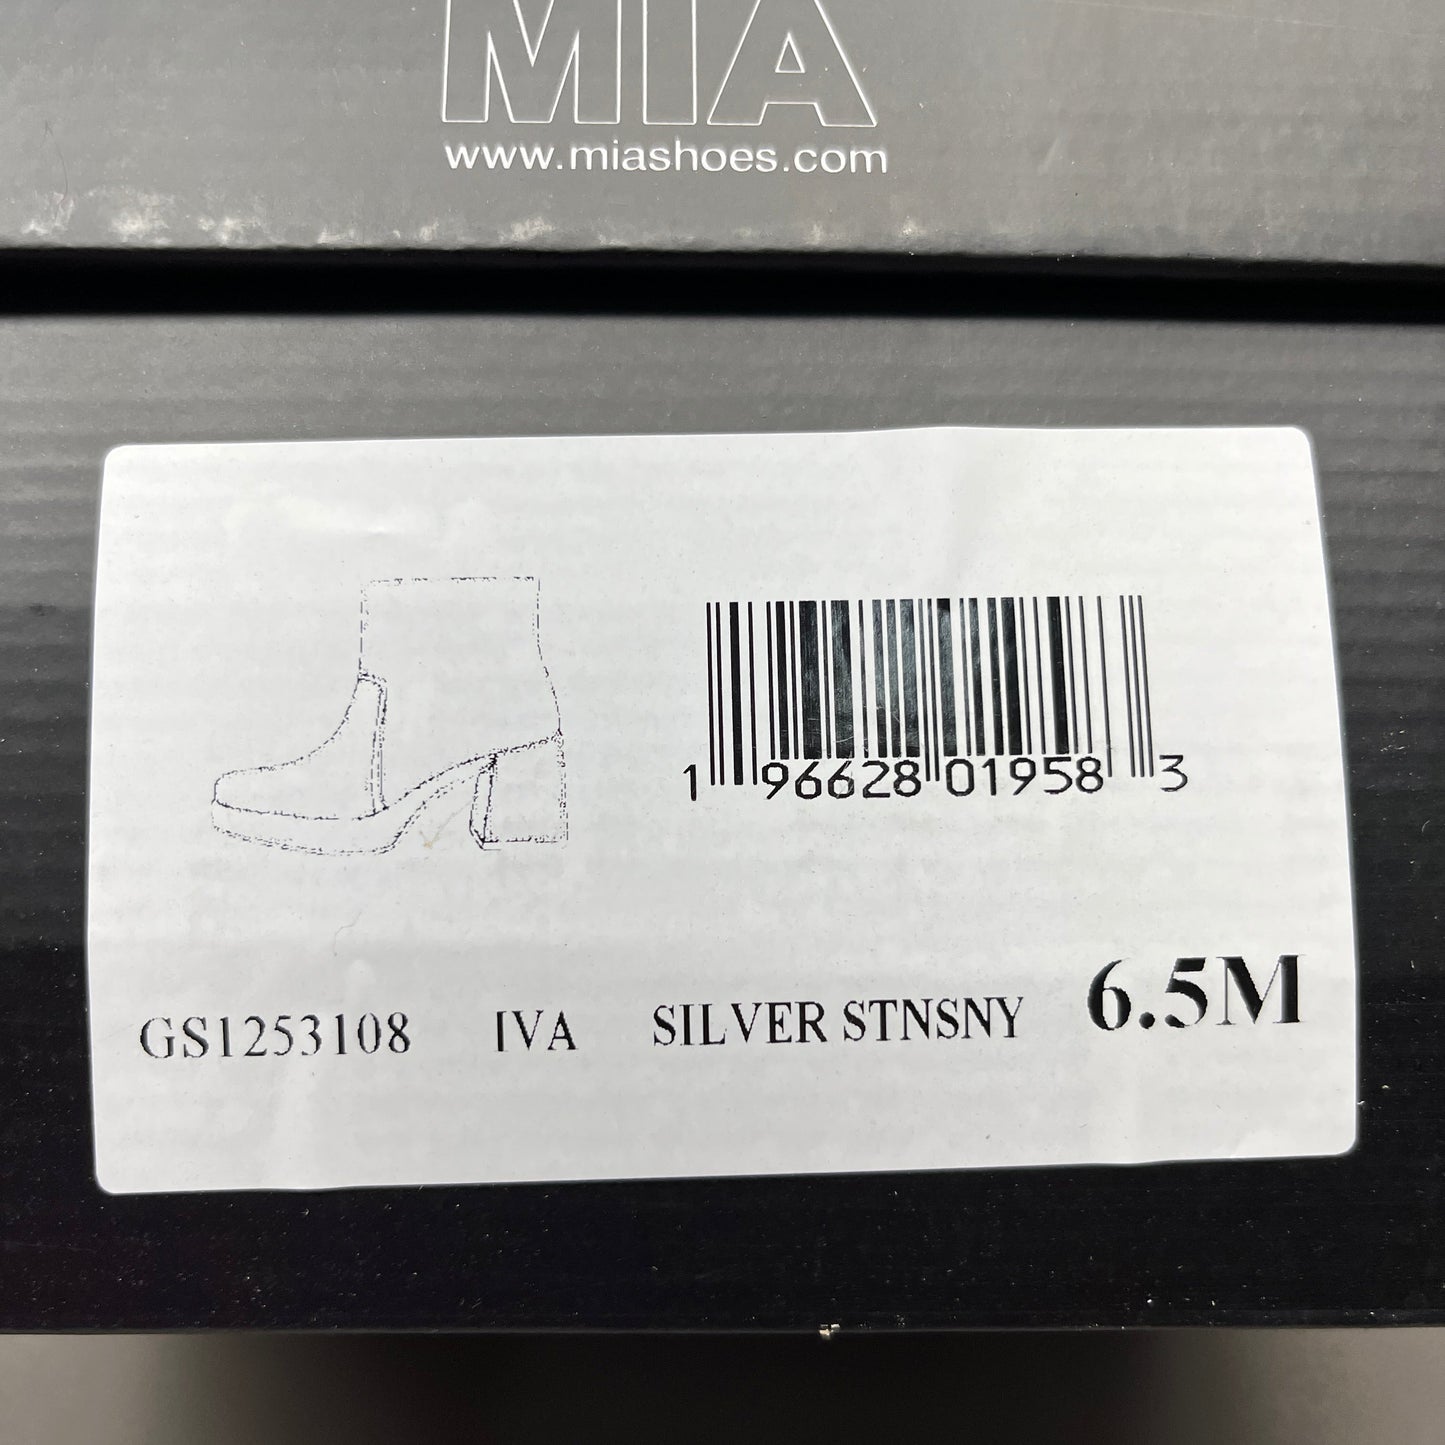 MIA
www.miashoes.com
1 96628 01958 3
GS1253108 IVA SILVER STNSNY 6.5M